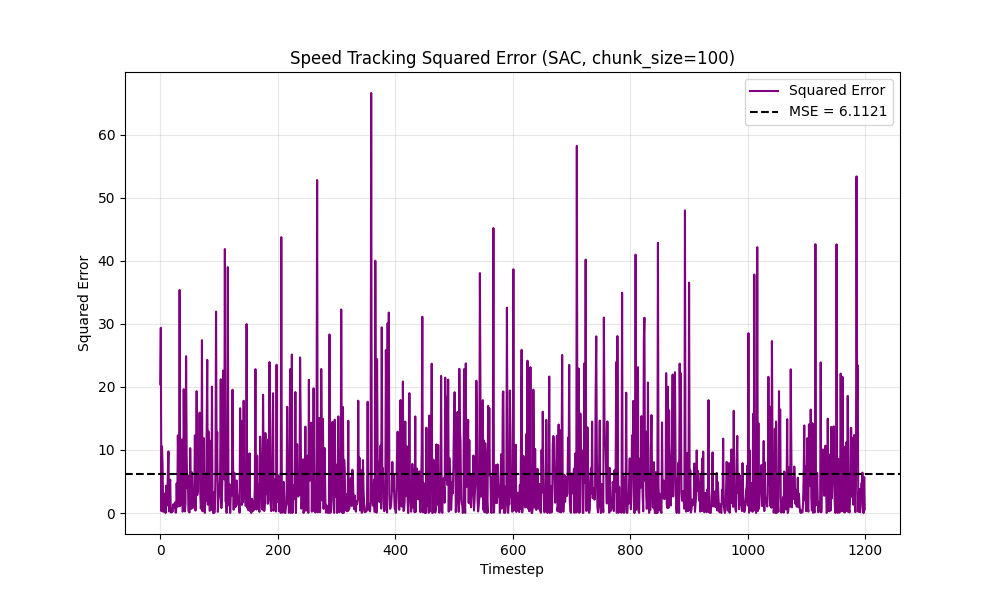 Speed Tracking Squared Error (SAC, chunk_size=100)
Squared Error
MSE = 6.1121
Squared Error
60
50
40
30
20
10
0
0 200 400 600 800 1000 1200
Timestep